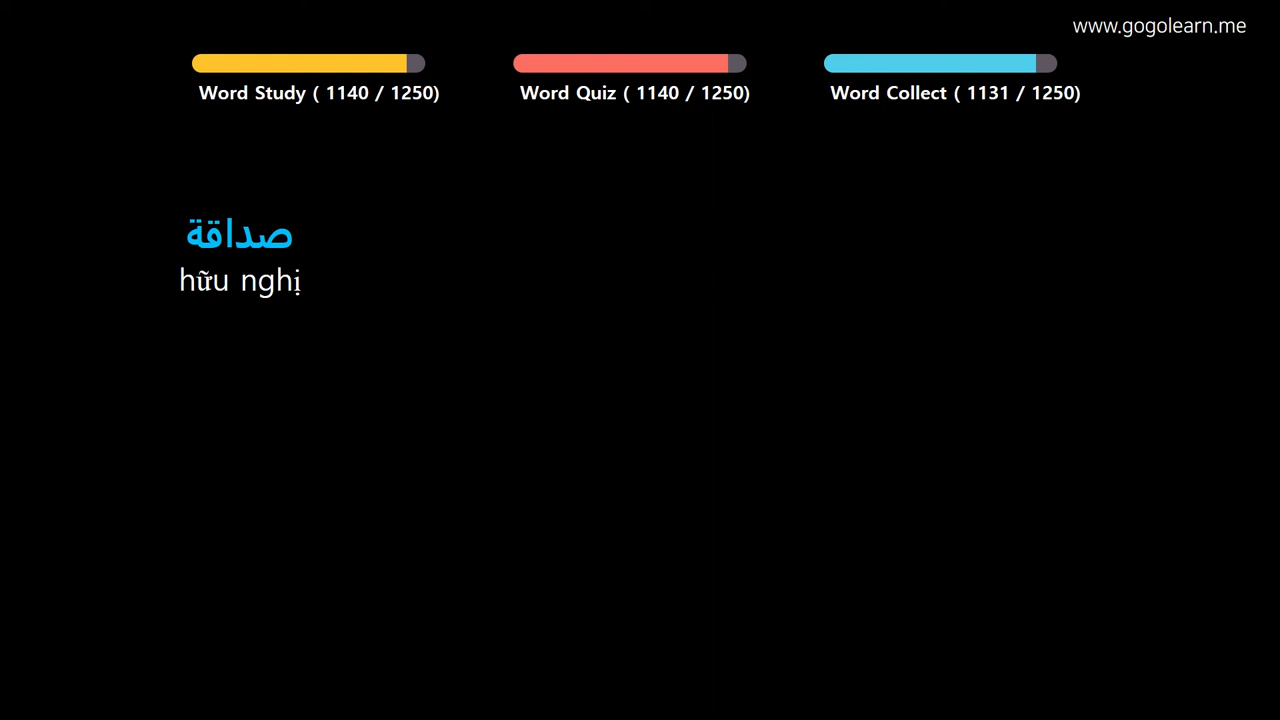 www.gogolearn.me
Word Study ( 1140 / 1250)
Word Quiz ( 1140 / 1250)
Word Collect ( 1131 / 1250)
صداقة
hữu nghị